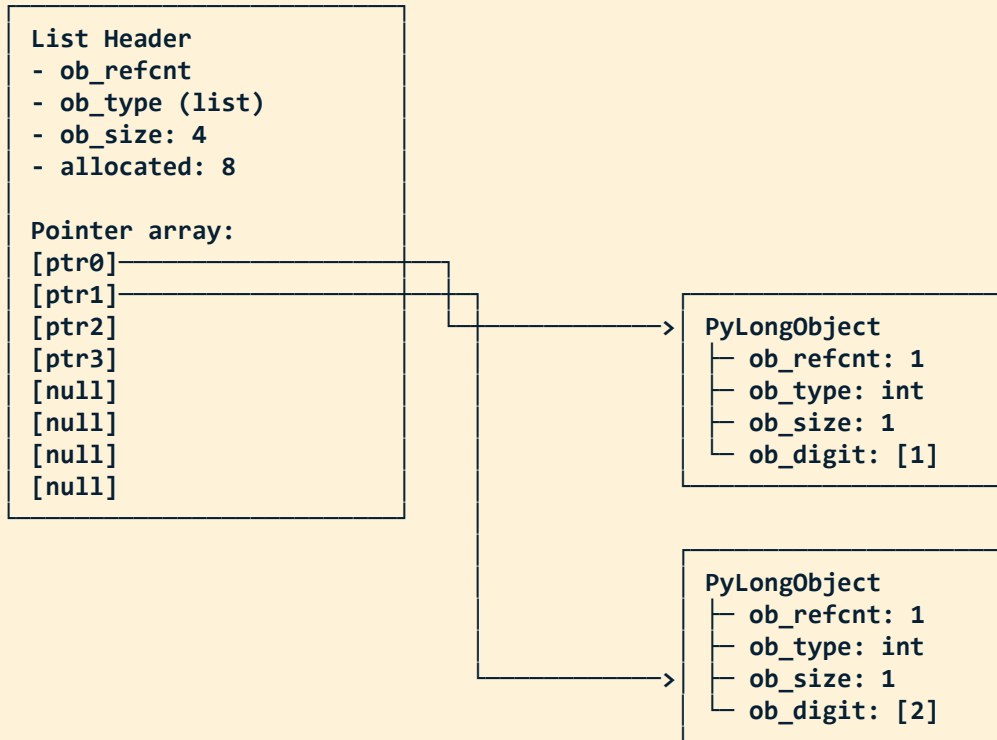 List Header
- ob_refcnt
- ob_type (list)
- ob_size: 4
- allocated: 8
Pointer array:
[ptr0]
[ptr1]
[ptr2]
[ptr3]
[null]
[null]
[null]
[null]
PyLongObject
ob_refcnt: 1
ob_type: int
ob_size: 1
ob_digit: [1]
PyLongObject
ob_refcnt: 1
ob_type: int
ob_size: 1
ob_digit: [2]